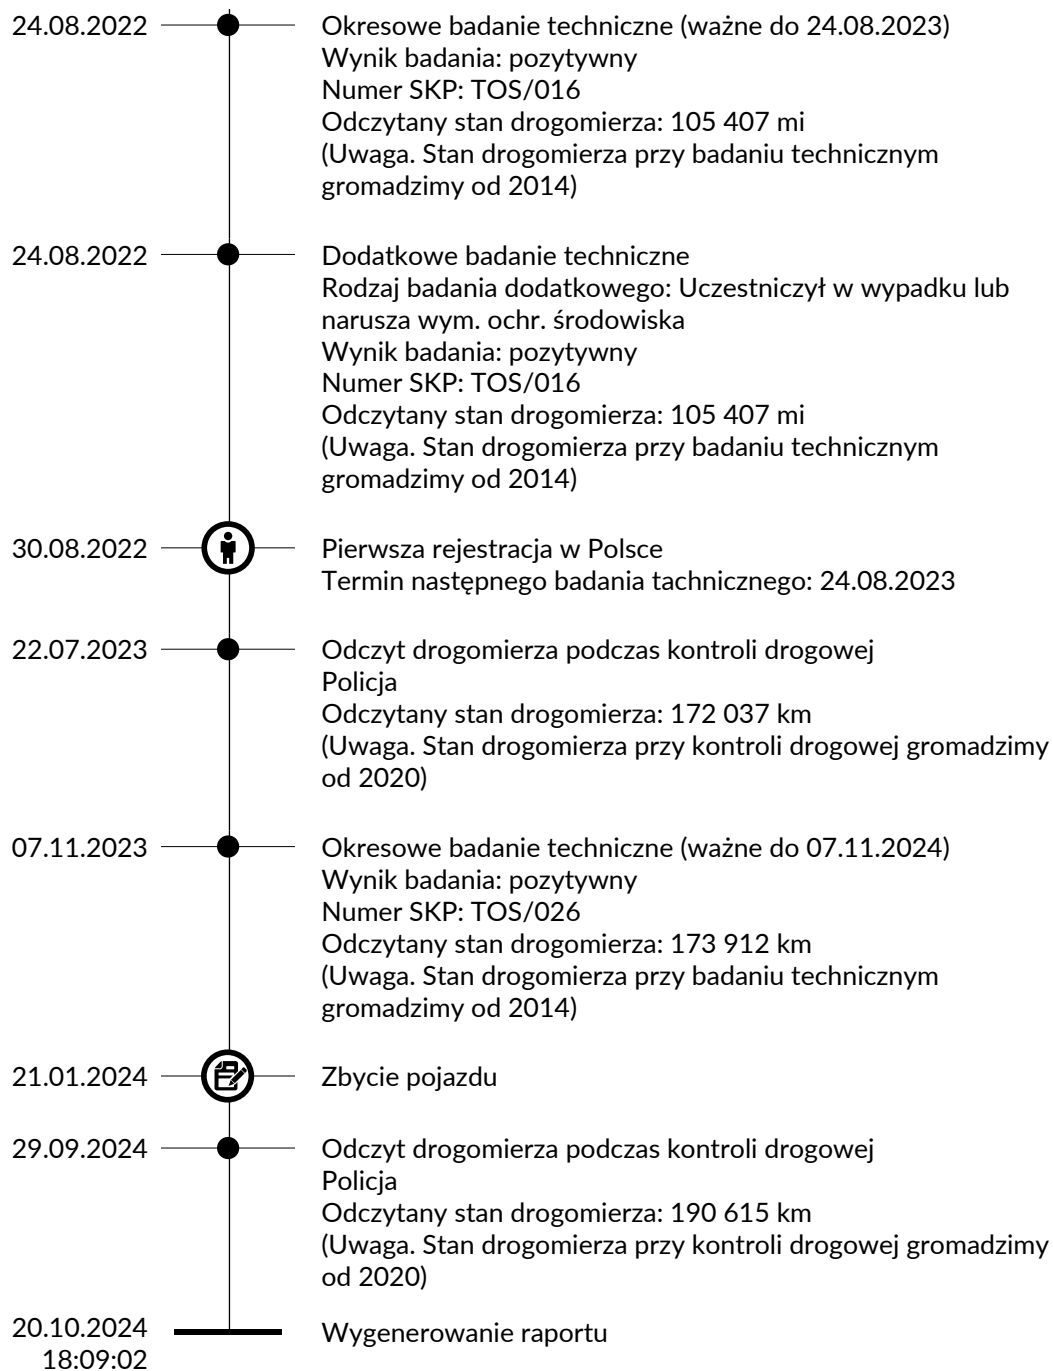 24.08.2022 Okresowe badanie techniczne (ważne do 24.08.2023)
Wynik badania: pozytywny
Numer SKP: TOS/016
Odczytany stan drogomierza: 105 407 mi
(Uwaga. Stan drogomierza przy badaniu technicznym
gromadzimy od 2014)
24.08.2022 Dodatkowe badanie techniczne
Rodzaj badania dodatkowego: Uczestniczył w wypadku lub
narusza wym. ochr. środowiska
Wynik badania: pozytywny
Numer SKP: TOS/016
Odczytany stan drogomierza: 105 407 mi
(Uwaga. Stan drogomierza przy badaniu technicznym
gromadzimy od 2014)
30.08.2022 Pierwsza rejestracja w Polsce
Termin następnego badania tachnicznego: 24.08.2023
22.07.2023 Odczyt drogomierza podczas kontroli drogowej
Policja
Odczytany stan drogomierza: 172 037 km
(Uwaga. Stan drogomierza przy kontroli drogowej gromadzimy
od 2020)
07.11.2023 Okresowe badanie techniczne (ważne do 07.11.2024)
Wynik badania: pozytywny
Numer SKP: TOS/026
Odczytany stan drogomierza: 173 912 km
(Uwaga. Stan drogomierza przy badaniu technicznym
gromadzimy od 2014)
21.01.2024 Zbycie pojazdu
29.09.2024 Odczyt drogomierza podczas kontroli drogowej
Policja
Odczytany stan drogomierza: 190 615 km
(Uwaga. Stan drogomierza przy kontroli drogowej gromadzimy
od 2020)
20.10.2024 Wygenerowanie raportu
18:09:02